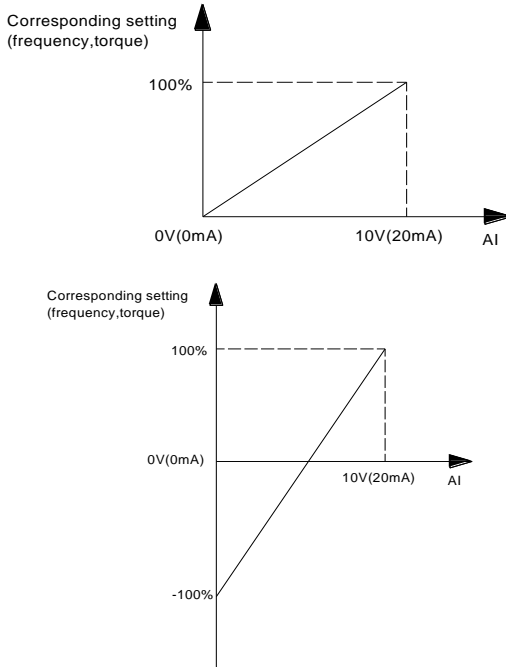 Corresponding setting
(frequency,torque)
100%
0V(0mA)
10V(20mA)
AI
Corresponding setting
(frequency,torque)
100%
0V(0mA)
10V(20mA)
AI
-100%